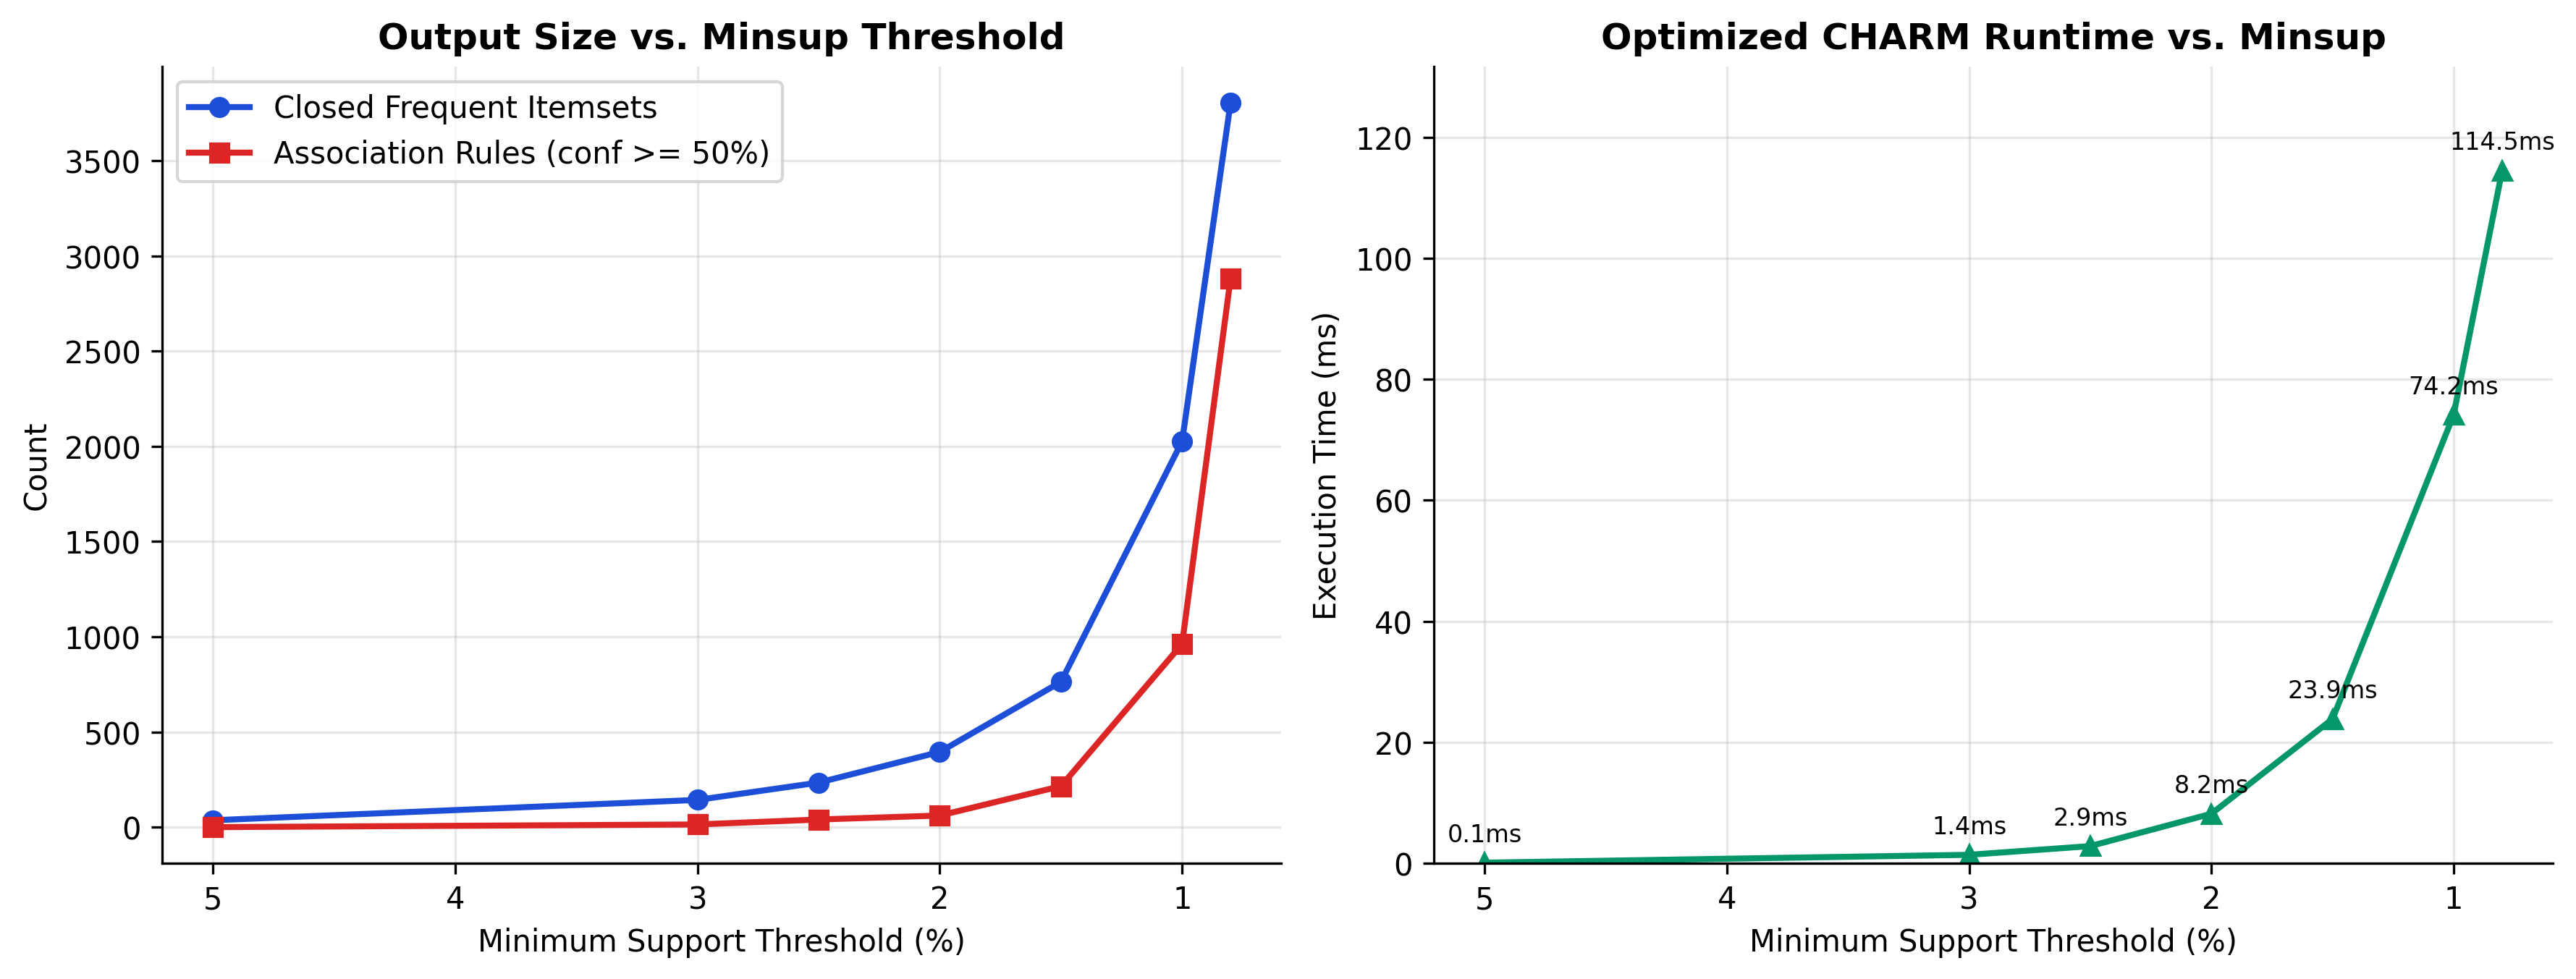 Output Size vs. Minsup Threshold
Closed Frequent Itemsets
Association Rules (conf >= 50%)
3500
3000
2500
2000
1500
1000
500
0
Count
5 4 3 2 1
Minimum Support Threshold (%)
Optimized CHARM Runtime vs. Minsup
120
100
80
60
40
20
0
Execution Time (ms)
0.1ms
1.4ms
2.9ms
8.2ms
23.9ms
74.2ms
114.5ms
5 4 3 2 1
Minimum Support Threshold (%)